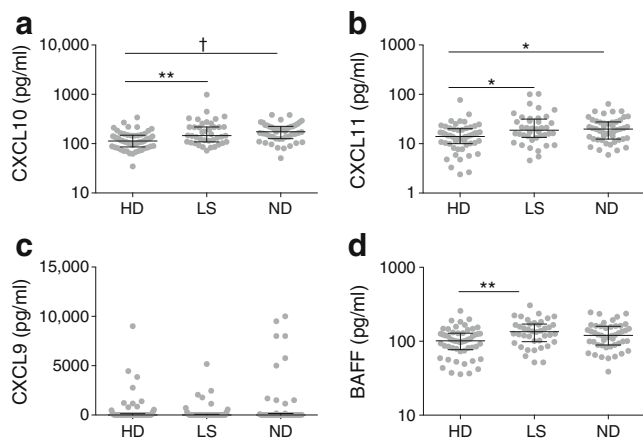 a
CXCL10 (pg/ml)
10,000
1000
100
10
†
**
HD LS ND
b
CXCL11 (pg/ml)
1000
100
10
1
*
*
HD LS ND
c
CXCL9 (pg/ml)
15,000
10,000
5000
0
HD LS ND
d
BAFF (pg/ml)
1000
100
10
**
HD LS ND